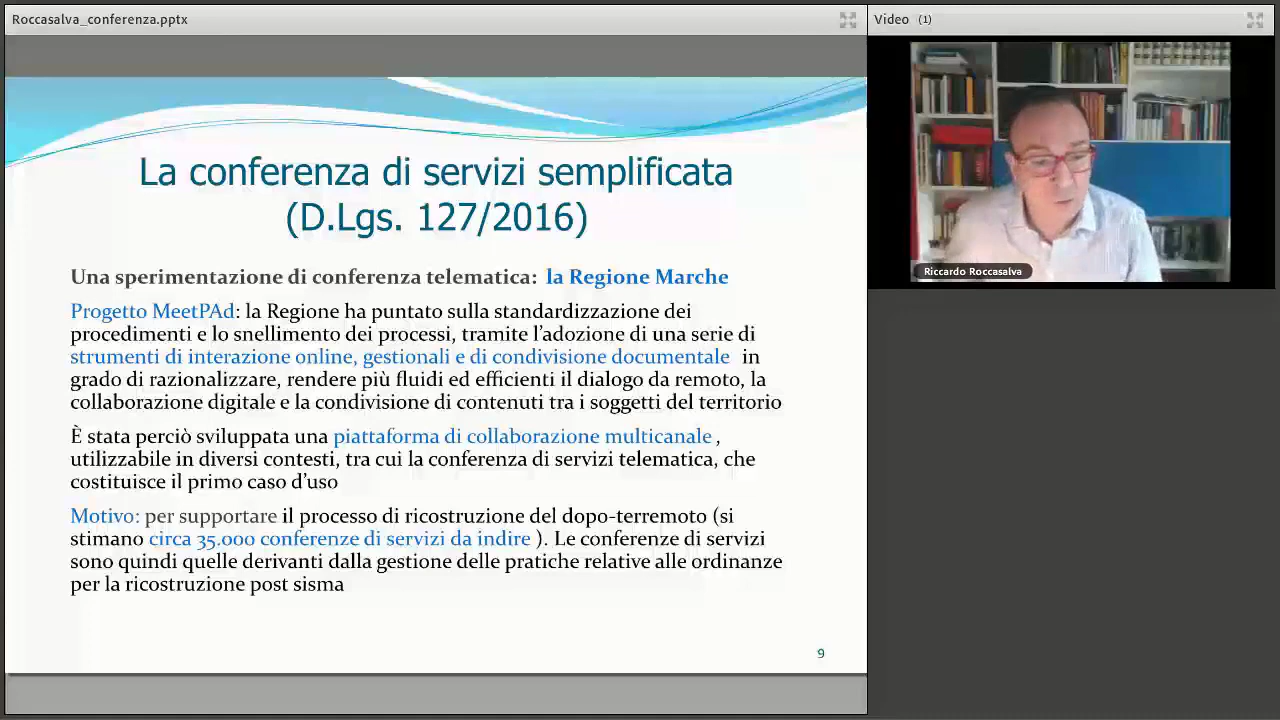 Roccasalva_conferenza.pptx
Video (1)
La conferenza di servizi semplificata
(D.Lgs. 127/2016)
Una sperimentazione di conferenza telematica: la Regione Marche
Progetto MeetPAd: la Regione ha puntato sulla standardizzazione dei
procedimenti e lo snellimento dei processi, tramite l’adozione di una serie di
strumenti di interazione online, gestionali e di condivisione documentale in
grado di razionalizzare, rendere più fluidi ed efficienti il dialogo da remoto, la
collaborazione digitale e la condivisione di contenuti tra i soggetti del territorio
È stata perciò sviluppata una piattaforma di collaborazione multicanale ,
utilizzabile in diversi contesti, tra cui la conferenza di servizi telematica, che
costituisce il primo caso d’uso
Motivo: per supportare il processo di ricostruzione del dopo-terremoto (si
stimano circa 35.000 conferenze di servizi da indire ). Le conferenze di servizi
sono quindi quelle derivanti dalla gestione delle pratiche relative alle ordinanze
per la ricostruzione post sisma
9
Riccardo Roccasalva